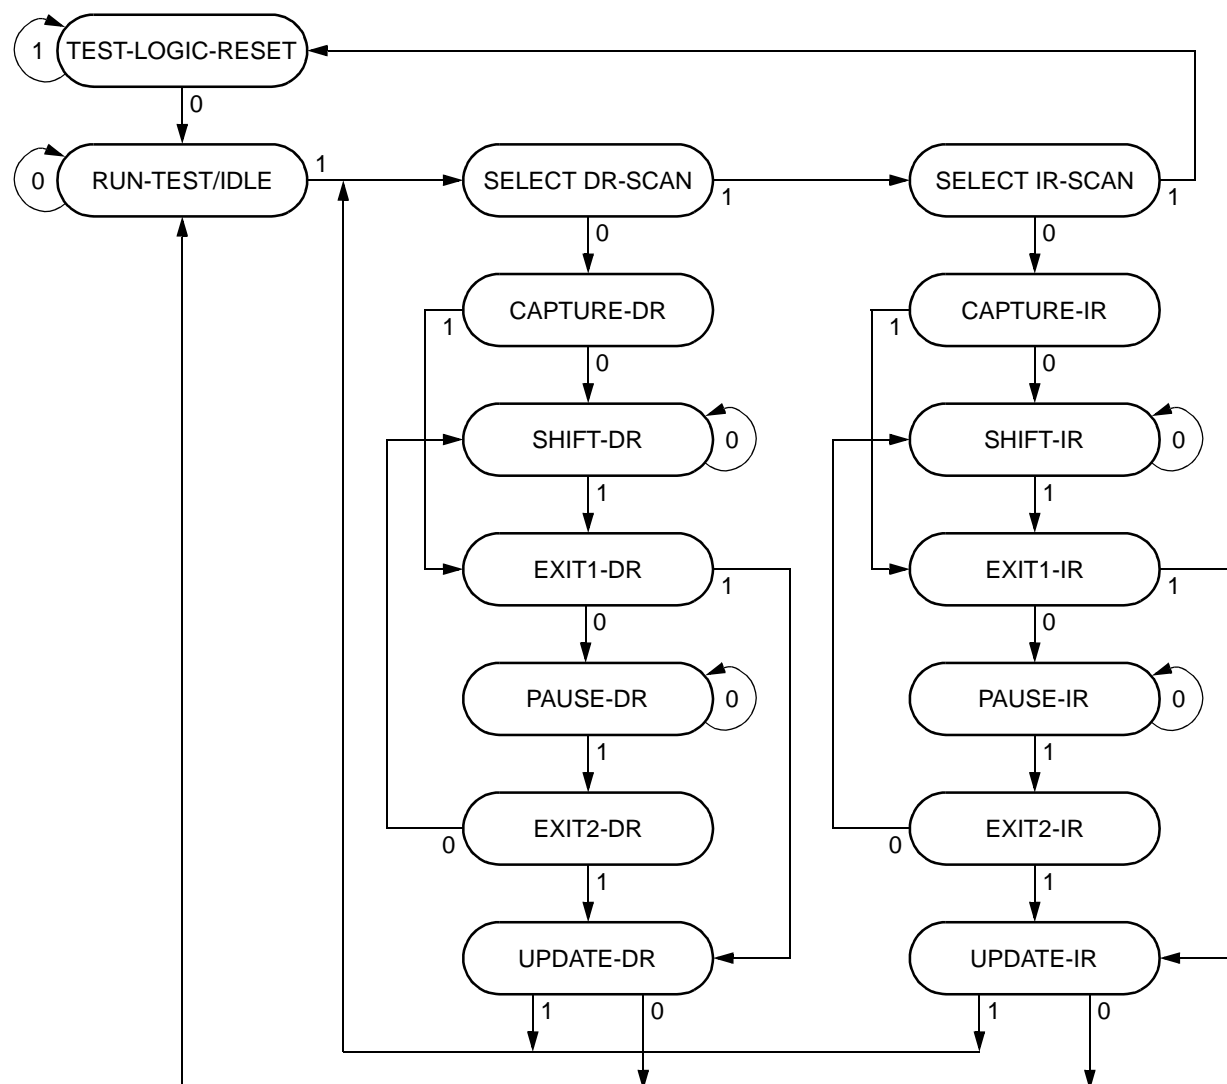 1 TEST-LOGIC-RESET
0
0 RUN-TEST/IDLE 1 SELECT DR-SCAN 1 SELECT IR-SCAN 1
0 0
CAPTURE-DR CAPTURE-IR
1 1
0 0
SHIFT-DR 0 SHIFT-IR 0
1 1
EXIT1-DR 1 EXIT1-IR 1
0 0
PAUSE-DR 0 PAUSE-IR 0
1 1
EXIT2-DR EXIT2-IR
0 0
1 1
UPDATE-DR UPDATE-IR
1 0 1 0